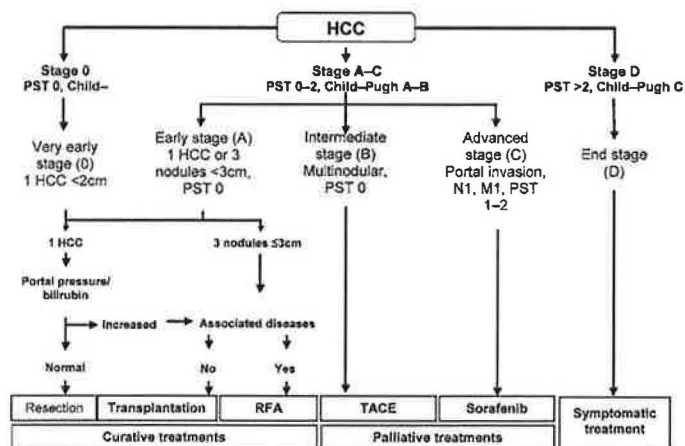 HCC
Stage 0
PST 0, Child–
Stage A–C
PST 0–2, Child–Pugh A–B
Stage D
PST >2, Child–Pugh C
Very early
stage (0)
1 HCC <2cm
Early stage (A)
1 HCC or 3
nodules <3cm,
PST 0
Intermediate
stage (B)
Multinodular,
PST 0
Advanced
stage (C)
Portal invasion,
N1, M1, PST
1–2
End stage
(D)
1 HCC
3 nodules ≤3cm
Portal pressure/
bilirubin
Increased
Associated diseases
Normal
No
Yes
Resection
Transplantation
RFA
TACE
Sorafenib
Symptomatic
treatment
Curative treatments
Palliative treatments